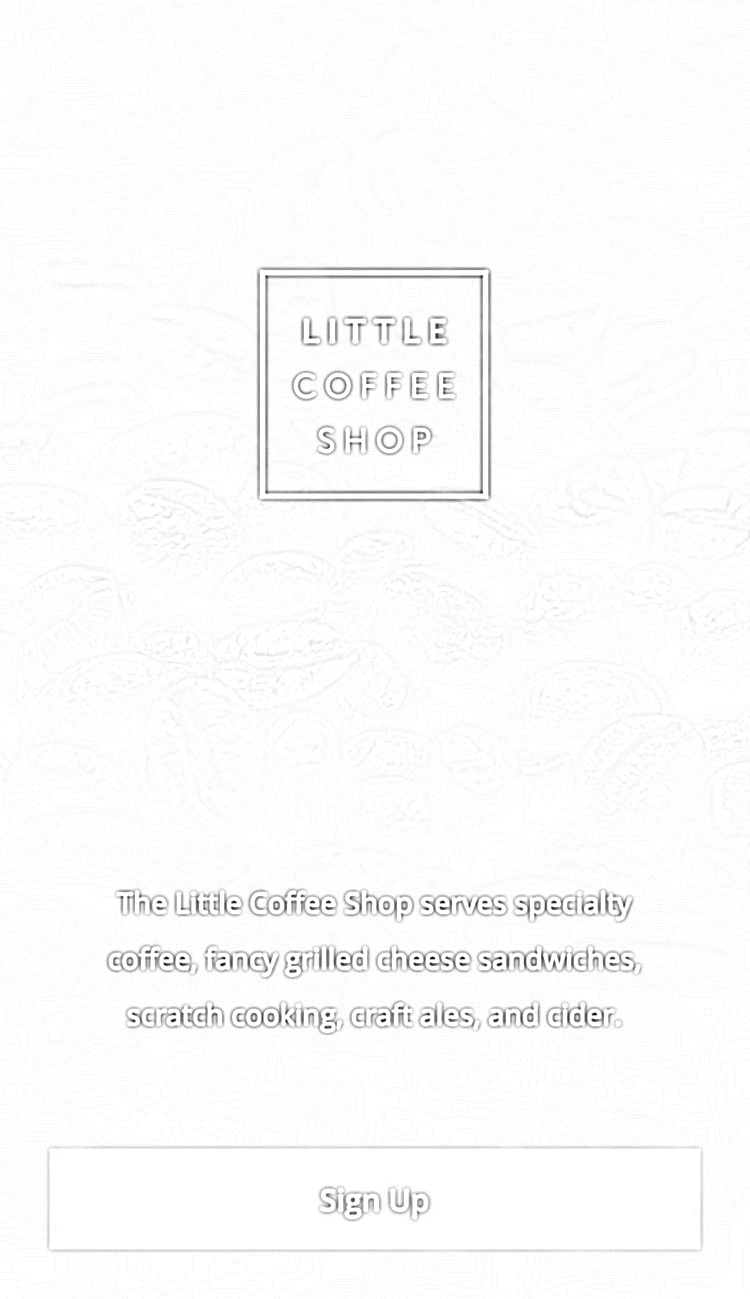 LITTLE
COFFEE
SHOP
The Little Coffee Shop serves specialty
coffee, fancy grilled cheese sandwiches,
scratch cooking, craft ales, and cider.
Sign Up